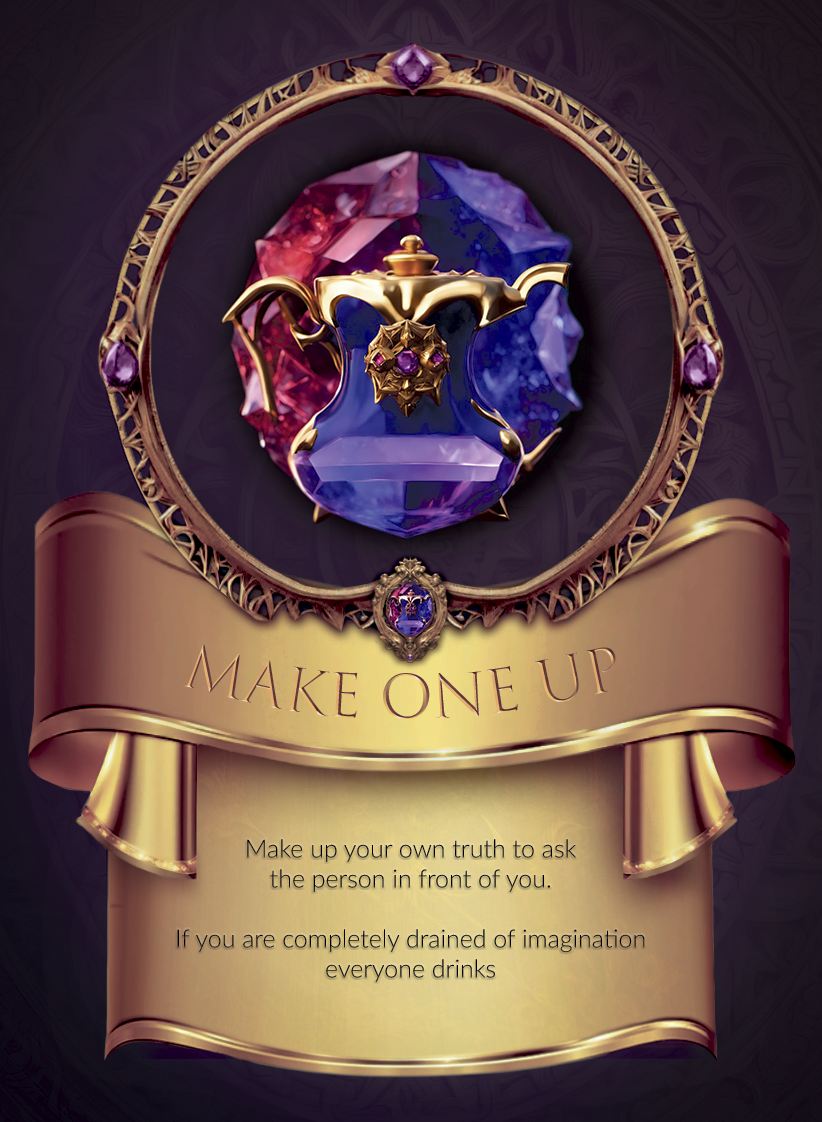 MAKE ONE UP
Make up your own truth to ask
the person in front of you.
If you are completely drained of imagination
everyone drinks